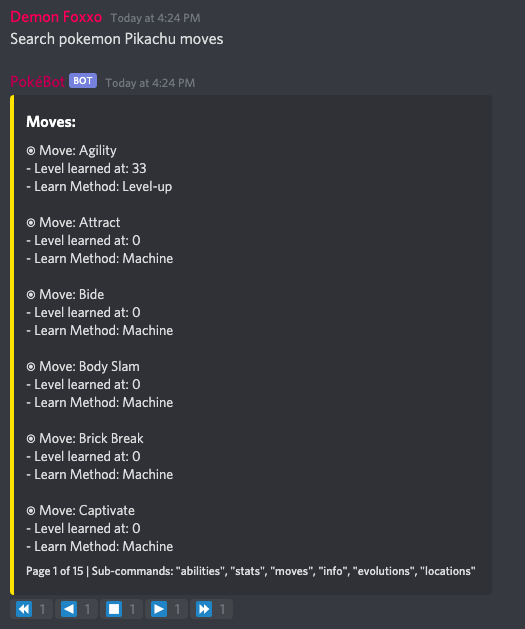 Demon Foxxo Today at 4:24 PM
Search pokemon Pikachu moves
PokéBot BOT Today at 4:24 PM
Moves:
◉ Move: Agility
- Level learned at: 33
- Learn Method: Level-up
◉ Move: Attract
- Level learned at: 0
- Learn Method: Machine
◉ Move: Bide
- Level learned at: 0
- Learn Method: Machine
◉ Move: Body Slam
- Level learned at: 0
- Learn Method: Machine
◉ Move: Brick Break
- Level learned at: 0
- Learn Method: Machine
◉ Move: Captivate
- Level learned at: 0
- Learn Method: Machine
Page 1 of 15 | Sub-commands: "abilities", "stats", "moves", "info", "evolutions", "locations"
⏪ 1 ◀ 1 ⏹ 1 ▶ 1 ⏩ 1